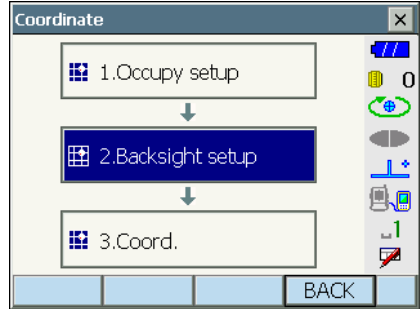 Coordinate
1.Occupy setup
0
2.Backsight setup
3.Coord.
1
BACK